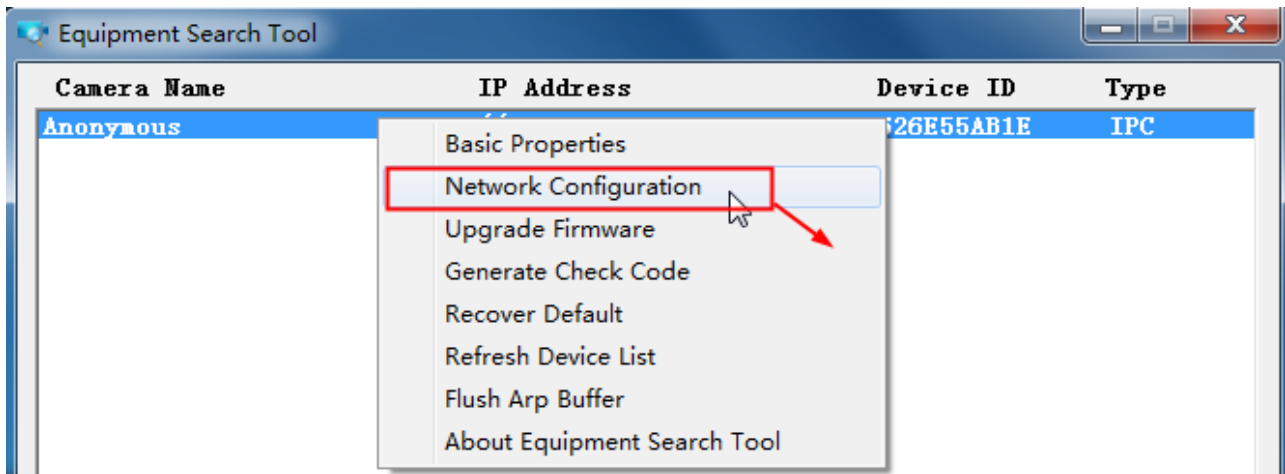 Equipment Search Tool
Camera Name IP Address Device ID Type
Anonymous 626E55AB1E IPC
Basic Properties
Network Configuration
Upgrade Firmware
Generate Check Code
Recover Default
Refresh Device List
Flush Arp Buffer
About Equipment Search Tool